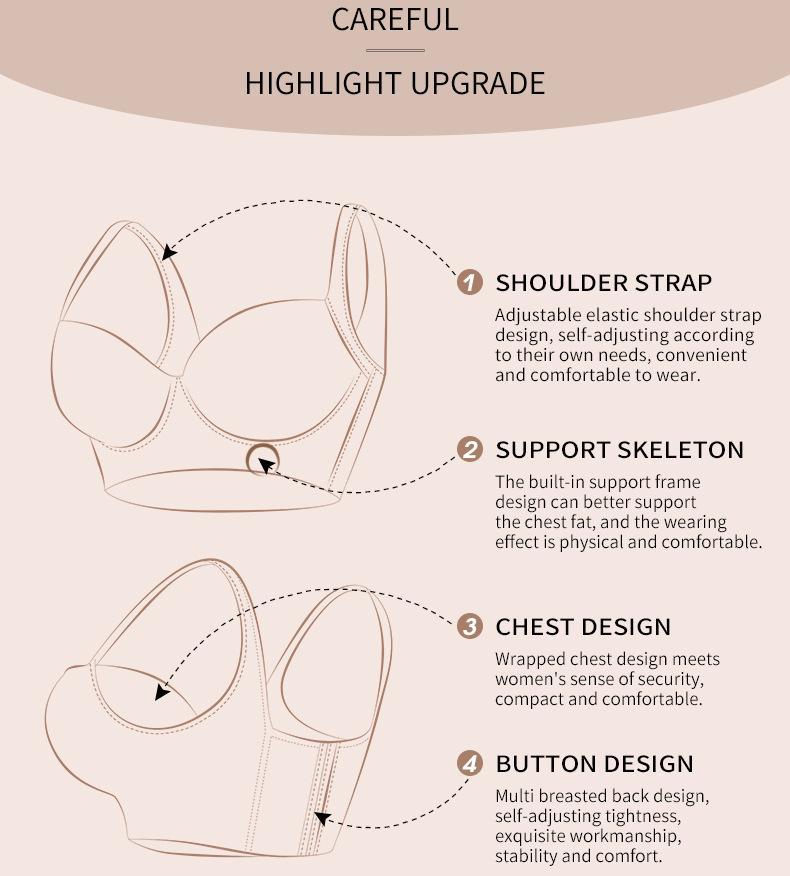 CAREFUL
HIGHLIGHT UPGRADE
1 SHOULDER STRAP
Adjustable elastic shoulder strap
design, self-adjusting according
to their own needs, convenient
and comfortable to wear.
2 SUPPORT SKELETON
The built-in support frame
design can better support
the chest fat, and the wearing
effect is physical and comfortable.
3 CHEST DESIGN
Wrapped chest design meets
women's sense of security,
compact and comfortable.
4 BUTTON DESIGN
Multi breasted back design,
self-adjusting tightness,
exquisite workmanship,
stability and comfort.